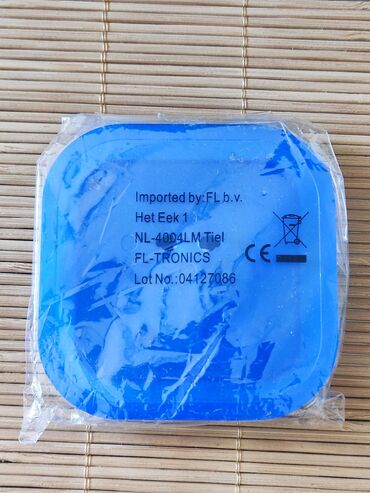 Imported by: FL b.v.
Het Eek 1
NL-4004LM Tiel
FL-TRONICS
Lot No.:04127086
CE